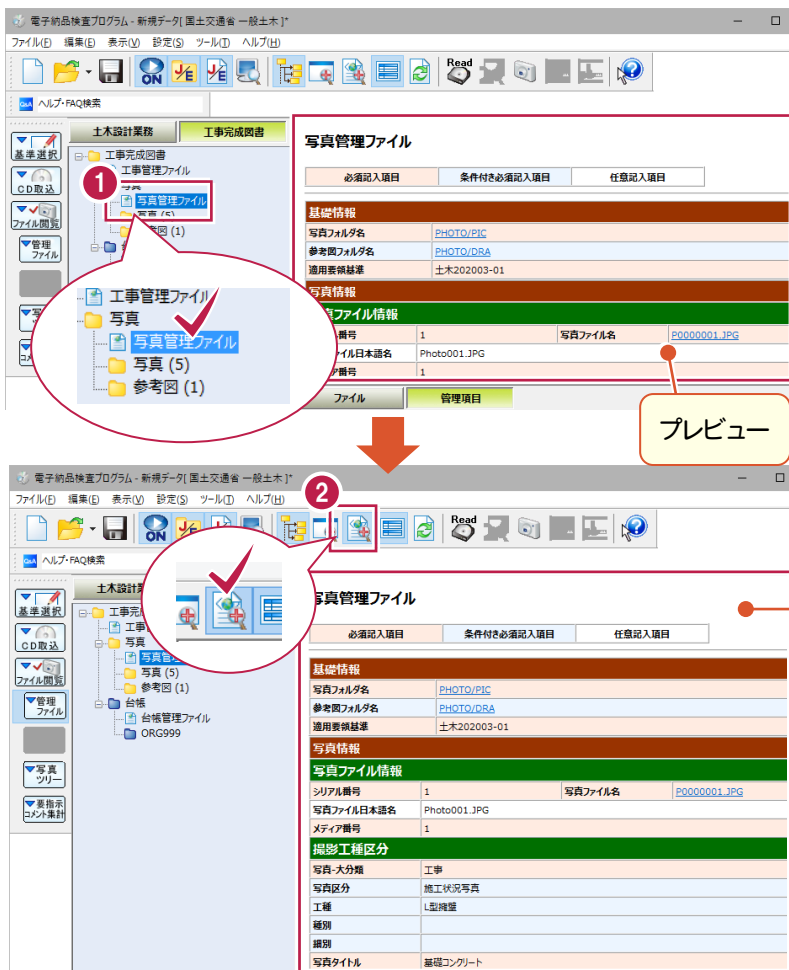 電子納品検査プログラム - 新規データ[ 国土交通省 一般土木 ]*
ファイル(F) 編集(E) 表示(V) 設定(S) ツール(T) ヘルプ(H)
ON J/E J/E Read
Q&A ヘルプ・FAQ検索
基準選択
CD取込
ファイル閲覧
管理ファイル
土木設計業務 工事完成図書
工事完成図書
工事管理ファイル
1
写真管理ファイル
写真 (5)
(1)
工事管理ファイル
写真
写真管理ファイル
写真 (5)
参考図 (1)
写真管理ファイル
必須記入項目 条件付き必須記入項目 任意記入項目
基礎情報
写真フォルダ名 PHOTO/PIC
参考図フォルダ名 PHOTO/DRA
適用要領基準 土木202003-01
写真情報
ファイル情報
番号 1 写真ファイル名 P0000001.JPG
イル日本語名 Photo001.JPG
ア番号 1
ファイル 管理項目
プレビュー
電子納品検査プログラム - 新規データ[ 国土交通省 一般土木 ]*
ファイル(F) 編集(E) 表示(V) 設定(S) ツール(T) ヘルプ(H)
2
ON J/E Read
Q&A ヘルプ・FAQ検索
基準選択
CD取込
ファイル閲覧
管理ファイル
写真ツリー
要指示コメント集計
土木設計
工事完
工事
写真
写真管
写真 (5)
参考図 (1)
台帳
台帳管理ファイル
ORG999
写真管理ファイル
必須記入項目 条件付き必須記入項目 任意記入項目
基礎情報
写真フォルダ名 PHOTO/PIC
参考図フォルダ名 PHOTO/DRA
適用要領基準 土木202003-01
写真情報
写真ファイル情報
シリアル番号 1 写真ファイル名 P0000001.JPG
写真ファイル日本語名 Photo001.JPG
メディア番号 1
撮影工種区分
写真-大分類 工事
写真区分 施工状況写真
工種 L型擁壁
種別
細別
写真タイトル 基礎コンクリート